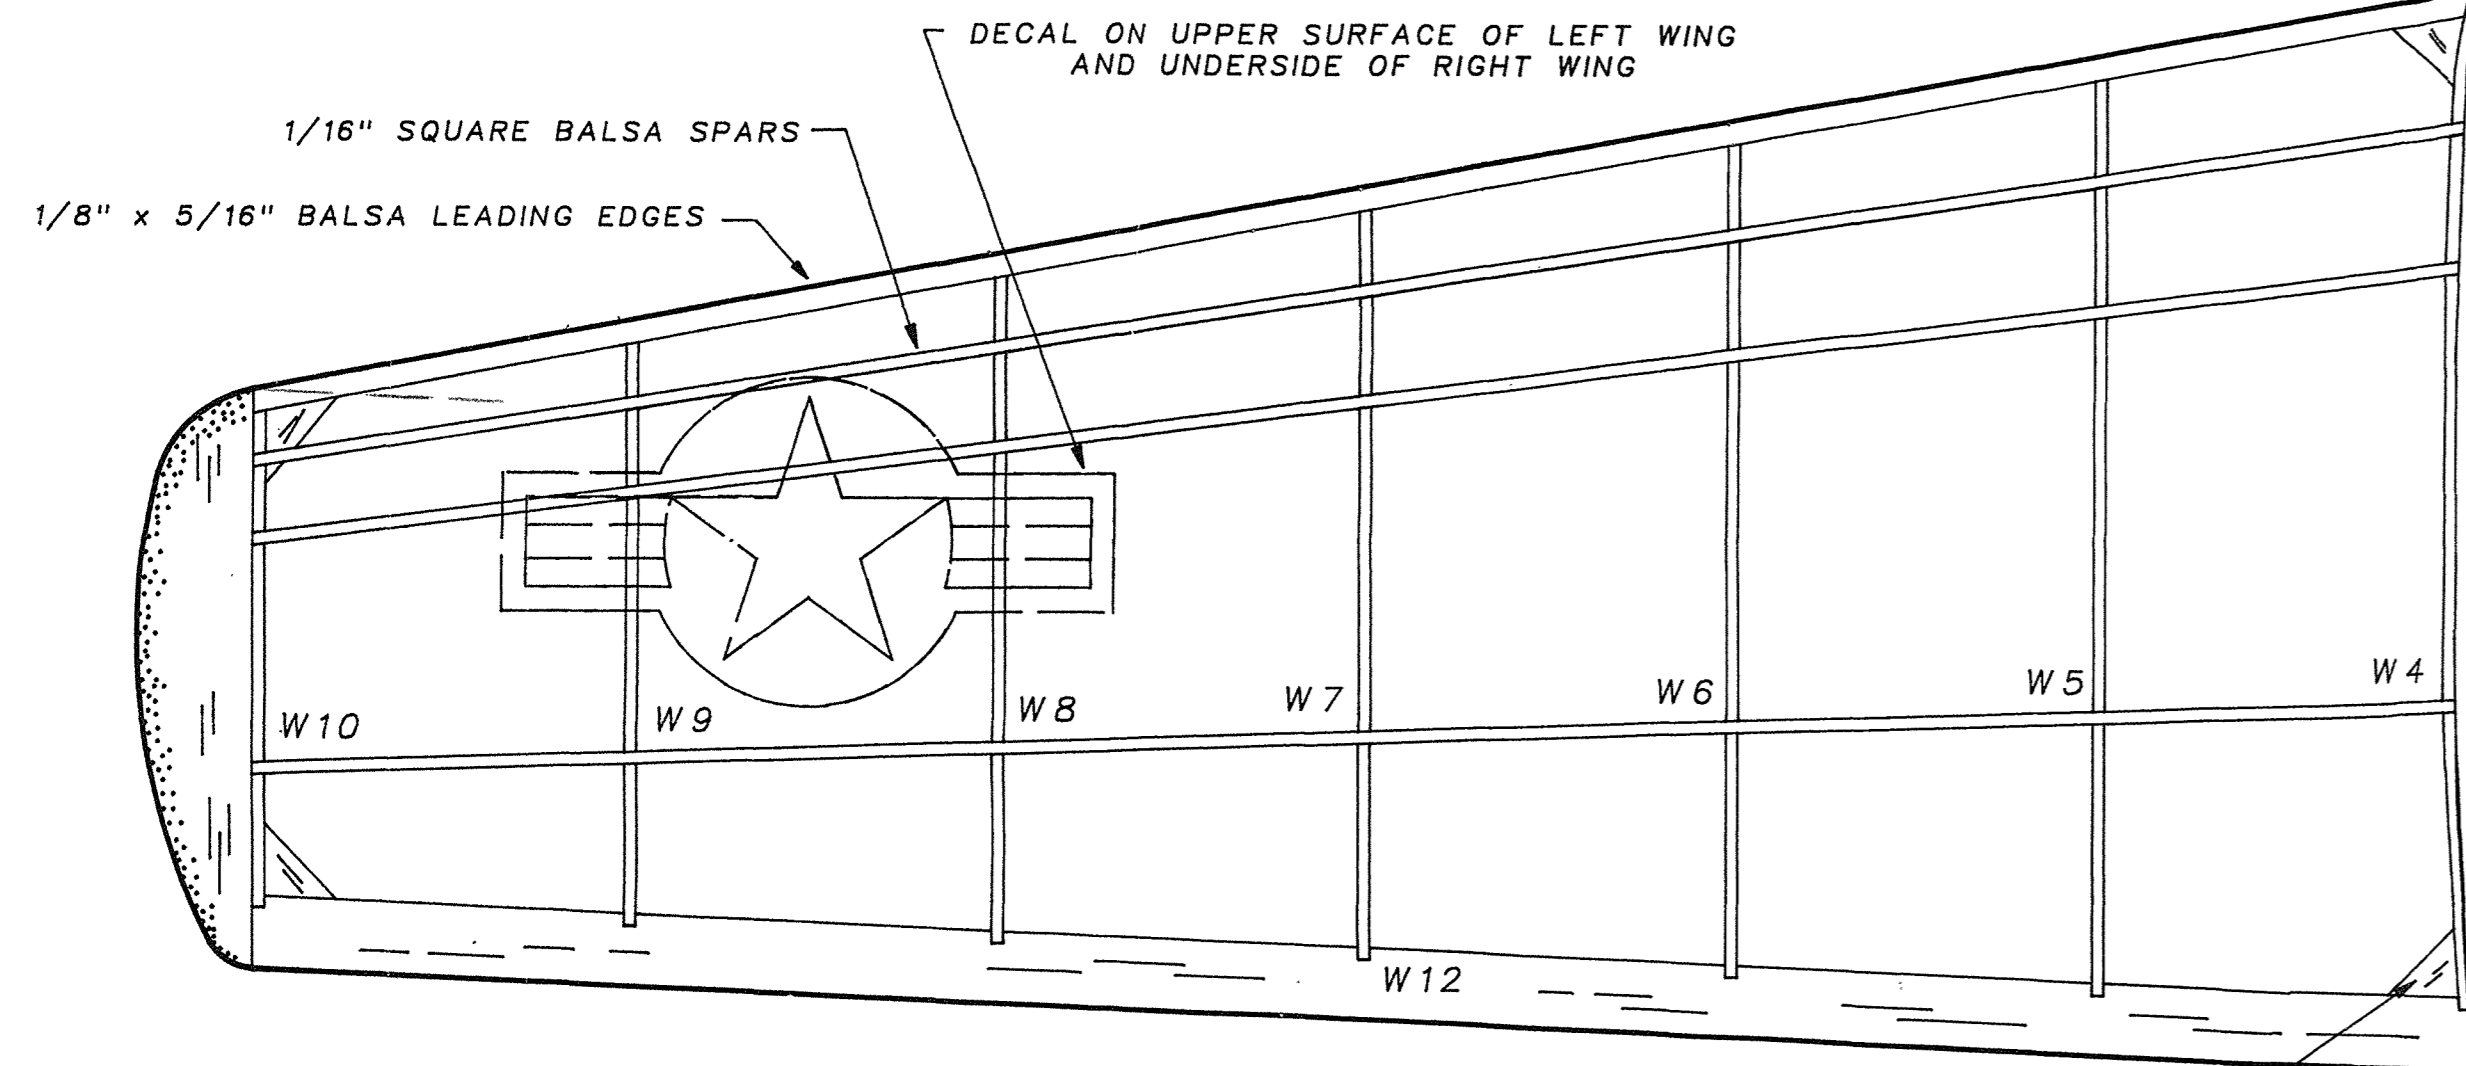 DECAL ON UPPER SURFACE OF LEFT WING
AND UNDERSIDE OF RIGHT WING
1/16" SQUARE BALSA SPARS
1/8" x 5/16" BALSA LEADING EDGES
W4
W5
W6
W7
W8
W9
W10
W12